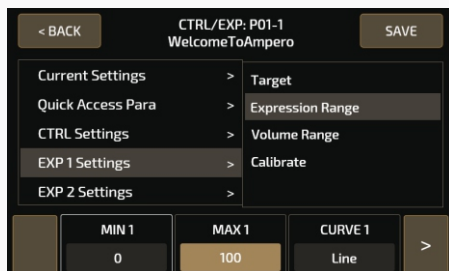 < BACK
CTRL/EXP: P01-1
WelcomeToAmpero
SAVE
Current Settings >
Quick Access Para >
CTRL Settings >
EXP 1 Settings >
EXP 2 Settings >
Target
Expression Range
Volume Range
Calibrate
MIN 1
MAX 1
CURVE 1
0
100
Line
>